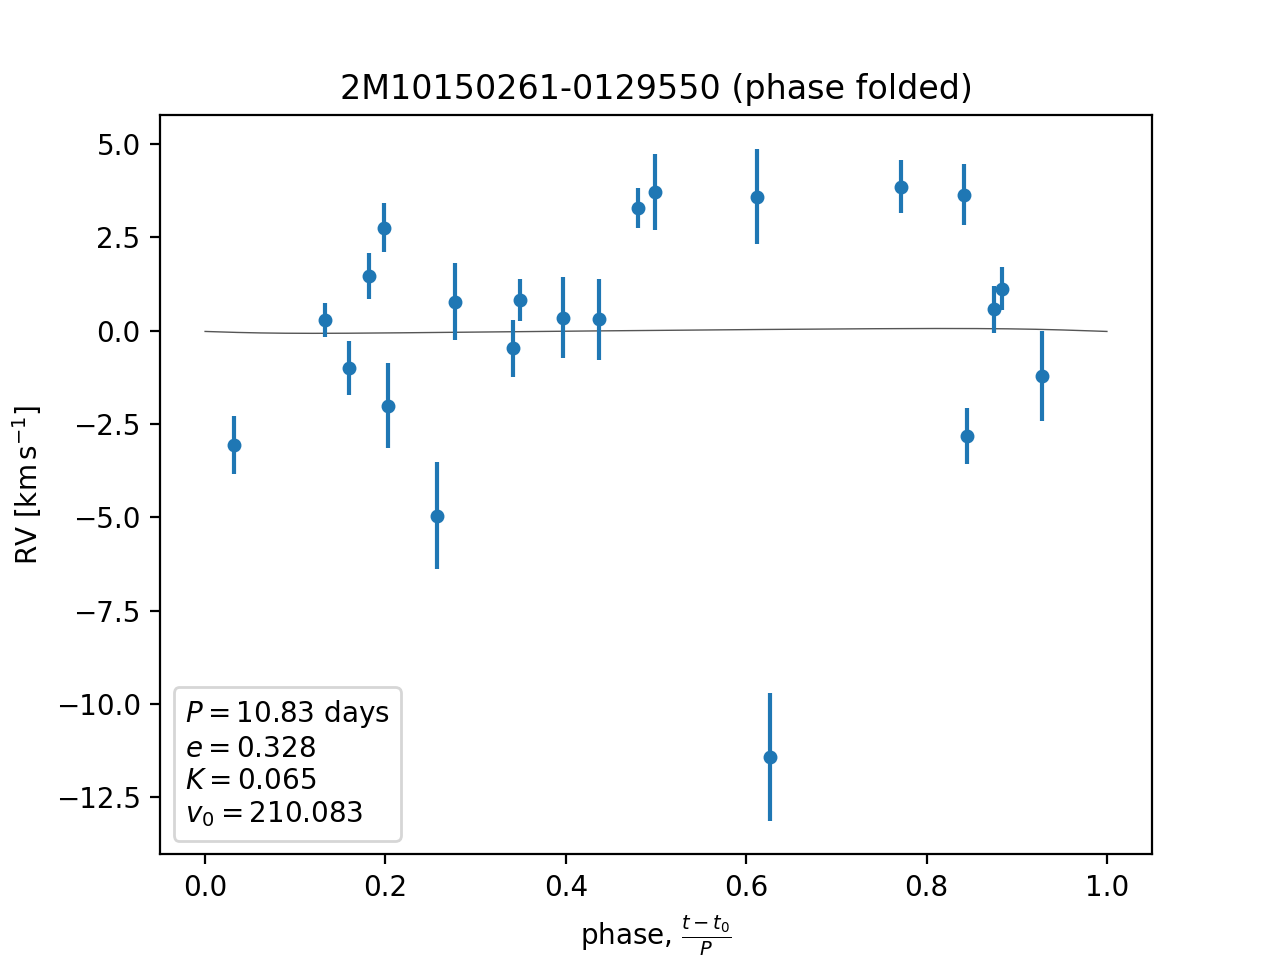 2M10150261-0129550 (phase folded)
5.0
2.5
0.0
−2.5
−5.0
−7.5
−10.0
−12.5
RV [km s⁻¹]
P = 10.83 days
e = 0.328
K = 0.065
v₀ = 210.083
0.0 0.2 0.4 0.6 0.8 1.0
phase, (t − t₀)/P